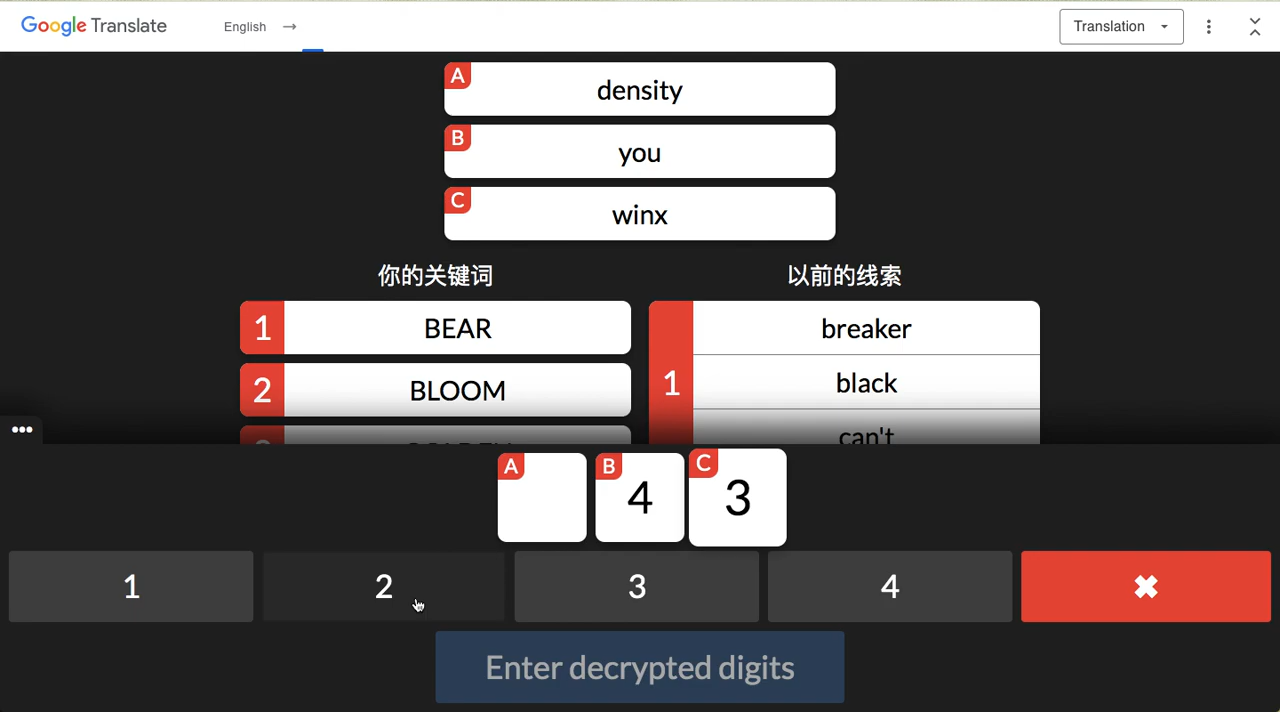 Google Translate
English →
Translation
A
density
B
you
C
winx
你的关键词
以前的线索
1
BEAR
2
BLOOM
1
breaker
black
can't
A
B
4
C
3
1
2
3
4
✖
Enter decrypted digits